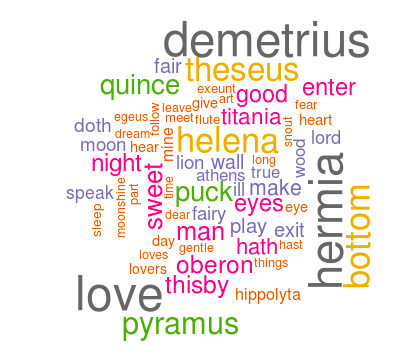 demetrius
fair theseus
quince exeunt good enter
leave give art titania fear
egeus doth follow meet flute heart
dream mine helena snout lord
moon hear
night lion wall long wood
athens true
speak sweet puck ill make
moonshine part time eyes eye hermia bottom
sleep dear fairy play exit
man hath hast
day gentle
loves oberon things
lovers
love thisby hippolyta
pyramus